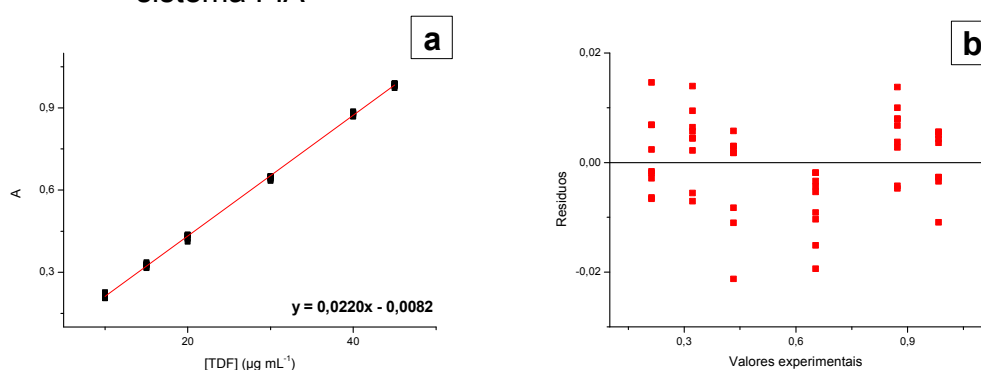 sistema FIA
a
0,9
0,6
0,3
A
y = 0,0220x - 0,0082
20
40
[TDF] (µg mL-1)
b
0,02
0,00
-0,02
Residuos
0,3
0,6
0,9
Valores experimentais